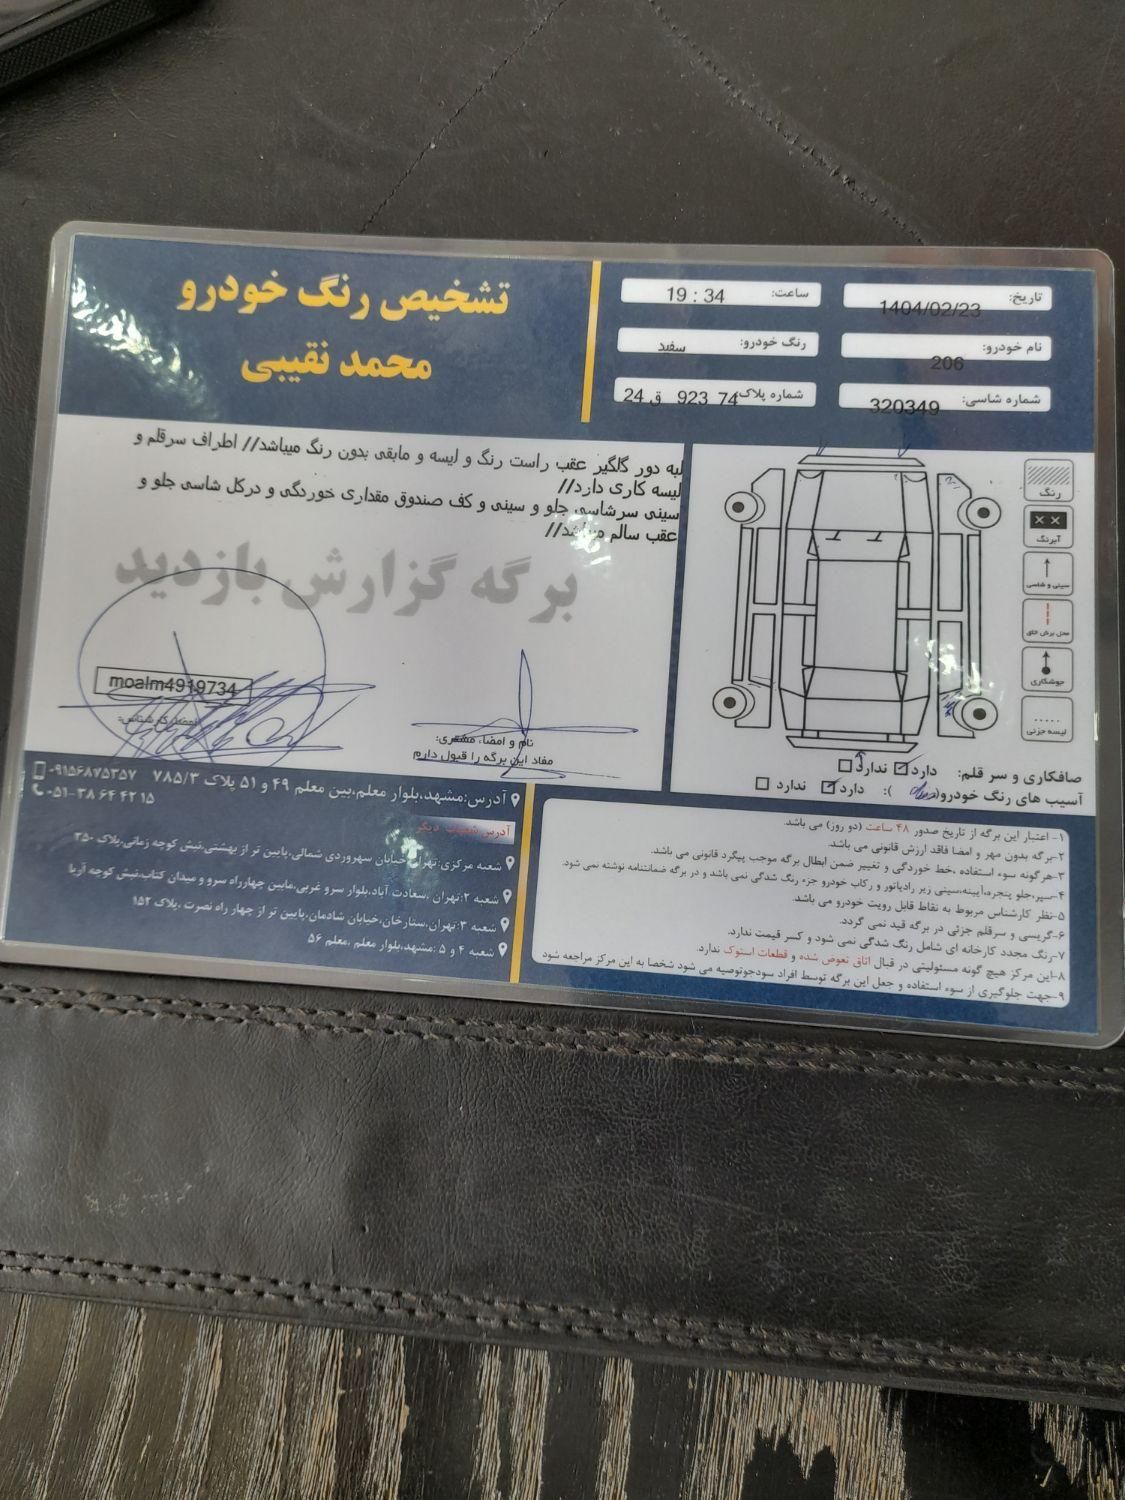 تشخیص رنگ خودرو
محمد نقیبی
تاریخ: 1404/02/23
ساعت: 19 : 34
نام خودرو: 206
رنگ خودرو: سفید
شماره شاسی: 320349
شماره پلاک: 74 923 ق 24
لبه دور گلگیر عقب راست رنگ و لیسه و مابقی بدون رنگ میباشد// اطراف سرقلم و
لیسه کاری دارد//
سینی سرشاسی جلو و سینی و کف صندوق مقداری خوردگی و درکل شاسی جلو و
عقب سالم میباشد//
برگه گزارش بازدید
moalm4919734
امضاء کارشناس:
نام و امضاء مشتری:
مفاد این برگه را قبول دارم
رنگ
آبرنگ
سینی و شاسی
محل برش اتاق
جوشکاری
لیسه جزئی
صافکاری و سر قلم: دارد ندارد
آسیب های رنگ خودرو( ): دارد ندارد
۱- اعتبار این برگه از تاریخ صدور ۴۸ ساعت (دو روز) می باشد.
۲-برگه بدون مهر و امضا فاقد ارزش قانونی می باشد.
۳-هرگونه سوء استفاده ،خط خوردگی و تغییر ضمن ابطال برگه موجب پیگرد قانونی می باشد.
۴-سپر،جلو پنجره،آیینه،سینی زیر رادیاتور و رکاب خودرو جزء رنگ شدگی نمی باشد و در برگه ضمانتنامه نوشته نمی شود.
۵-نظر کارشناس مربوط به نقاط قابل رویت خودرو می باشد.
۶-گریسی و سرقلم جزئی در برگه قید نمی گردد.
۷-رنگ مجدد کارخانه ای شامل رنگ شدگی نمی شود و کسر قیمت ندارد.
۸-این مرکز هیچ گونه مسئولیتی در قبال اتاق تعوص شده و قطعات استوک ندارد.
۹-جهت جلوگیری از سوء استفاده و جعل این برگه توسط افراد سودجوتوصیه می شود شخصا به این مرکز مراجعه شود
آدرس:مشهد،بلوار معلم،بین معلم ۴۹ و ۵۱ پلاک ۷۸۵/۳
۰۹۱۵۶۸۷۵۳۵۷
۰۵۱-۳۸ ۶۴ ۴۲ ۱۵
آدرس شعبات دیگر
شعبه مرکزی:تهران،خیابان سهروردی شمالی،پایین تر از بهشتی،نبش کوچه زمانی،پلاک ۳۵۰
شعبه ۲:تهران ،سعادت آباد،بلوار سرو غربی،مابین چهارراه سرو و میدان کتاب،نبش کوچه آریا
شعبه ۳:تهران،ستارخان،خیابان شادمان،پایین تر از چهار راه نصرت ،پلاک ۱۵۲
شعبه ۴ و ۵ :مشهد،بلوار معلم ،معلم ۵۶